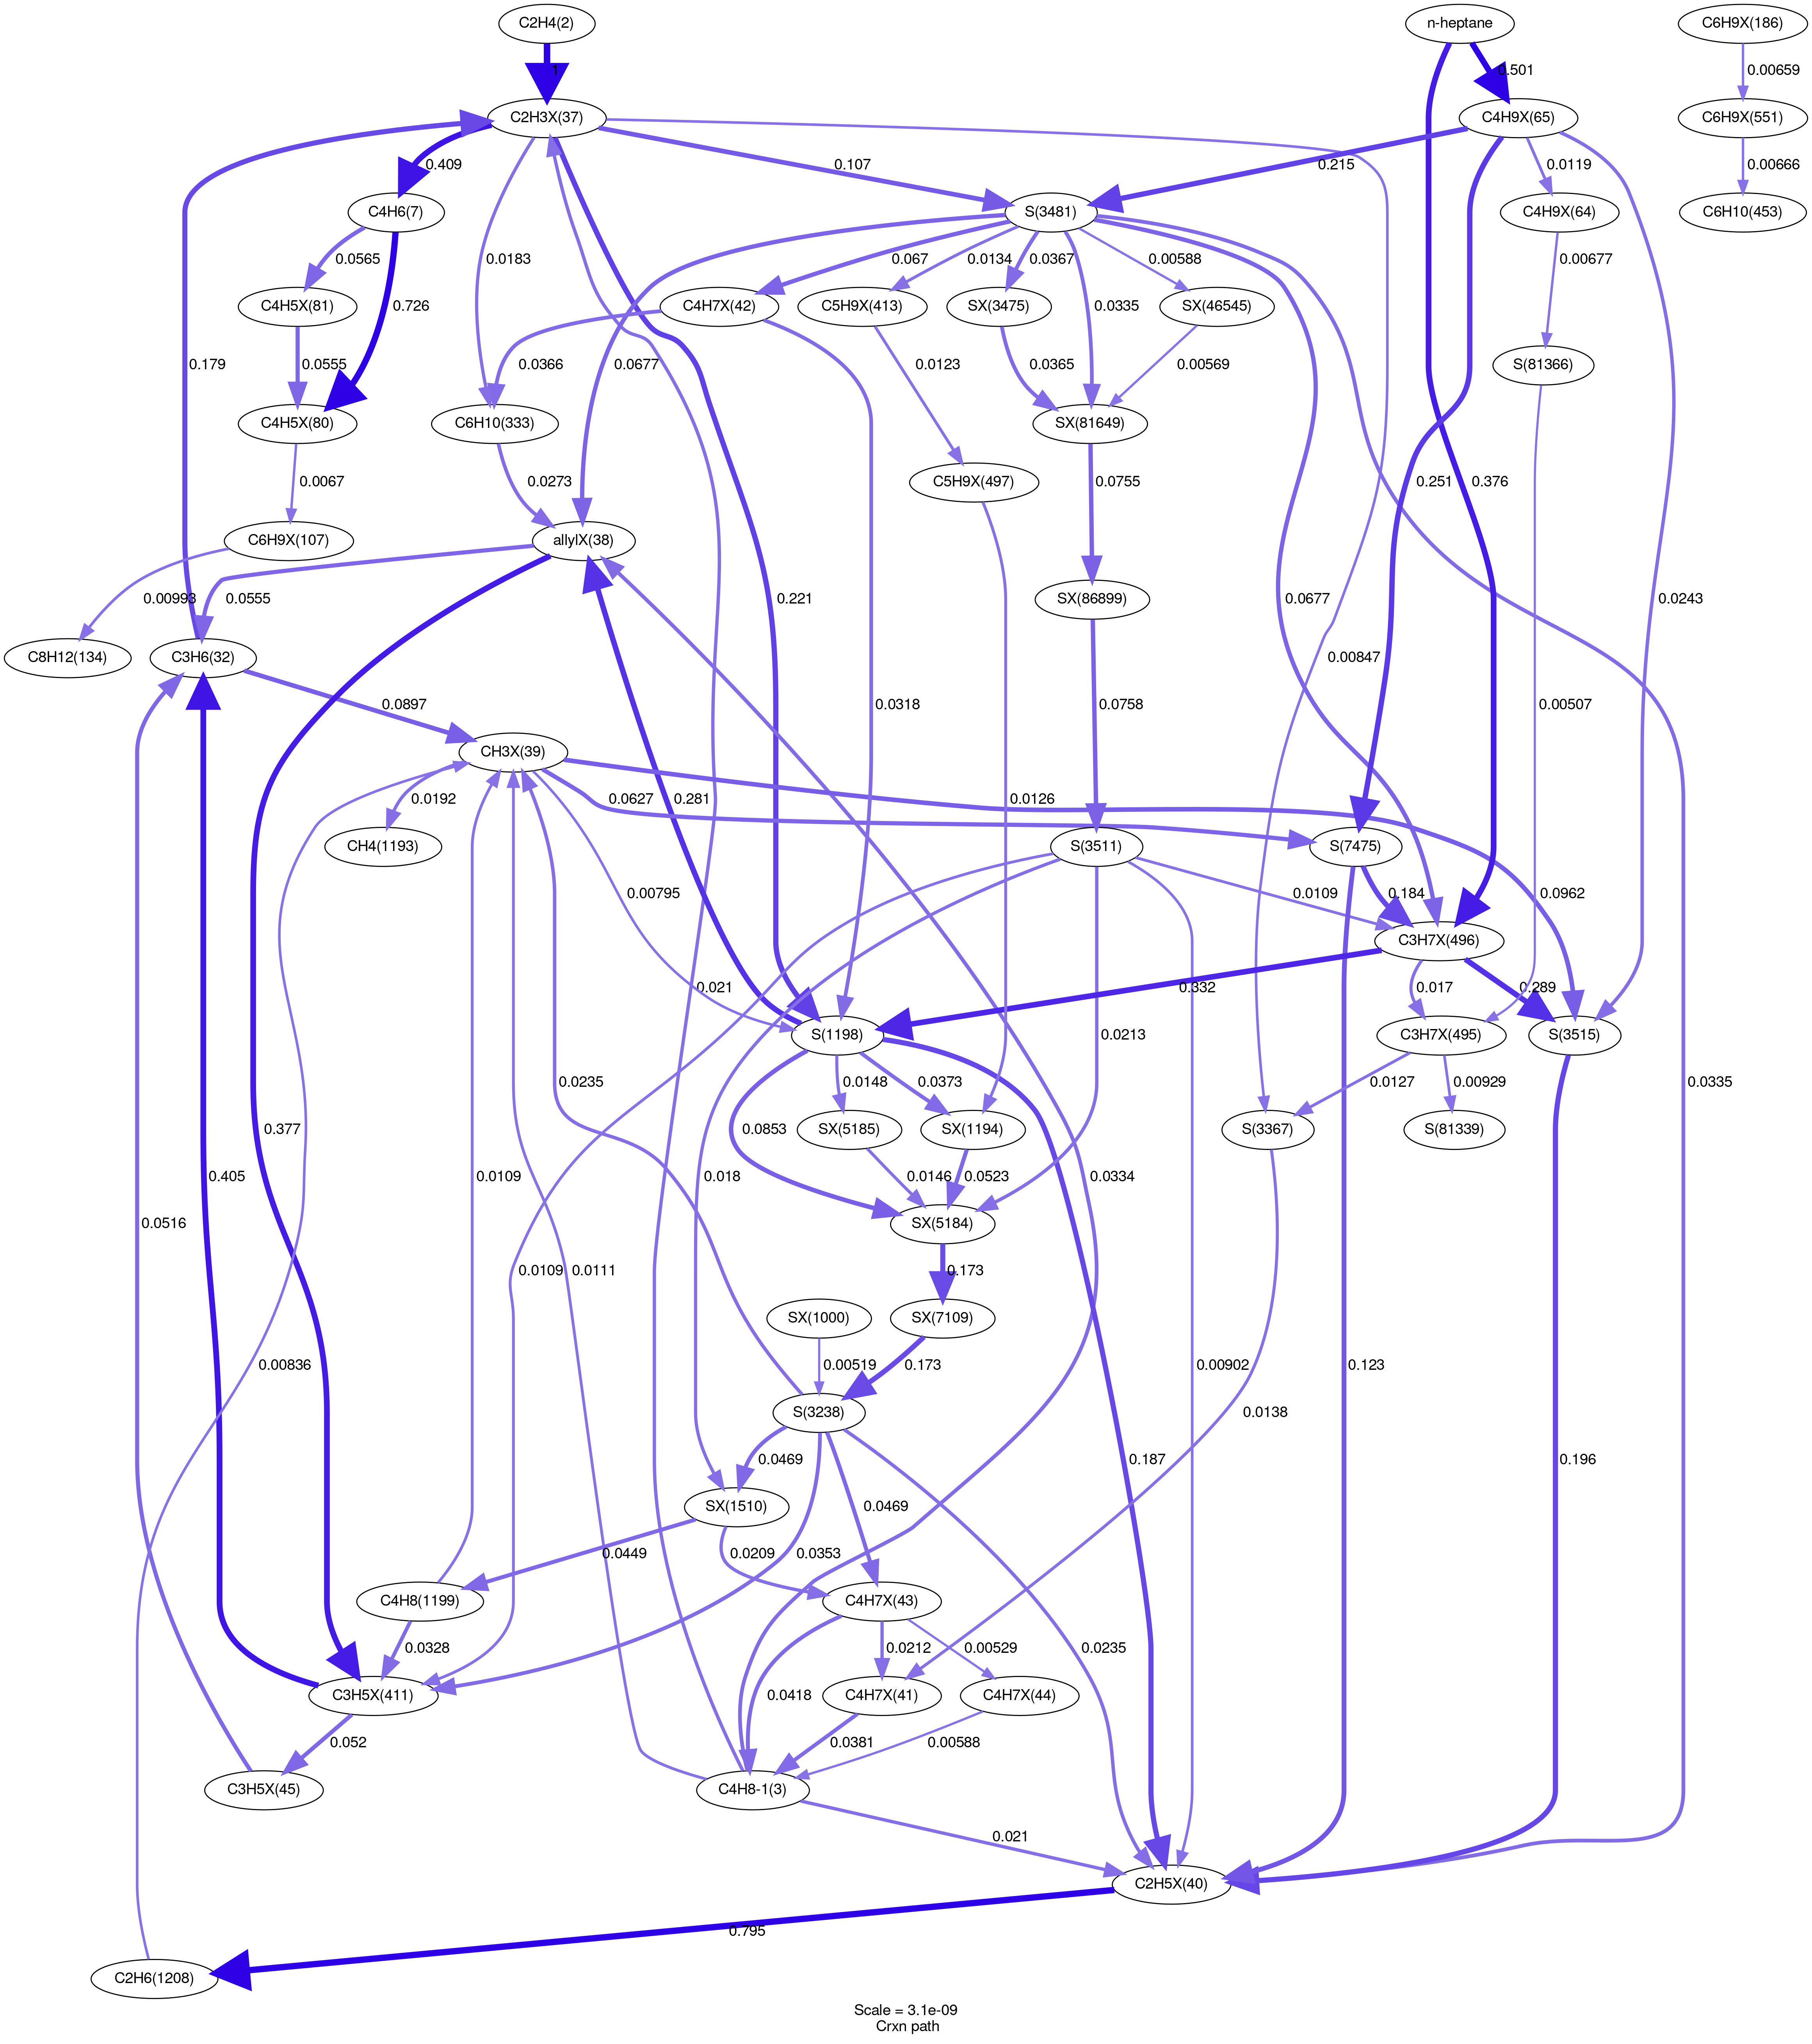 C2H4(2)
n-heptane
C6H9X(186)
1
0.501
0.00659
C2H3X(37)
C4H9X(65)
C6H9X(551)
0.409
0.107
0.215
0.0119
0.00666
C4H6(7)
S(3481)
C4H9X(64)
C6H10(453)
0.0565
0.0183
0.067
0.0134
0.0367
0.00588
0.00677
C4H5X(81)
0.726
C4H7X(42)
C5H9X(413)
SX(3475)
0.0335
SX(46545)
0.179
0.0555
0.0366
0.0677
0.0123
0.0365
0.00569
S(81366)
C4H5X(80)
C6H10(333)
SX(81649)
0.0067
0.0273
C5H9X(497)
0.0755
0.251
0.376
C6H9X(107)
allylX(38)
0.00993
0.0555
0.221
SX(86899)
0.0677
0.0243
C8H12(134)
C3H6(32)
0.00847
0.00507
0.0897
0.0318
0.0758
CH3X(39)
0.0192
0.0627
0.0126
0.281
CH4(1193)
S(3511)
S(7475)
0.00795
0.0109
0.184
0.0962
C3H7X(496)
0.0235
0.021
0.332
0.017
0.289
S(1198)
C3H7X(495)
S(3515)
0.405
0.377
0.0109
0.018
0.0148
0.0373
0.0213
0.0127
0.00929
0.0335
0.0853
SX(5185)
SX(1194)
0.0334
S(3367)
S(81339)
0.0516
0.0146
0.0523
SX(5184)
0.0109
0.0111
0.173
SX(1000)
SX(7109)
0.00836
0.00519
0.173
0.00902
0.123
0.196
S(3238)
0.0138
0.0469
0.0469
0.187
SX(1510)
0.0449
0.0209
0.0353
C4H8(1199)
C4H7X(43)
0.0328
0.0418
0.0212
0.00529
0.0235
C3H5X(411)
C4H7X(41)
C4H7X(44)
0.052
0.0381
0.00588
C3H5X(45)
C4H8-1(3)
0.021
C2H5X(40)
0.795
C2H6(1208)
Scale = 3.1e-09
Crxn path